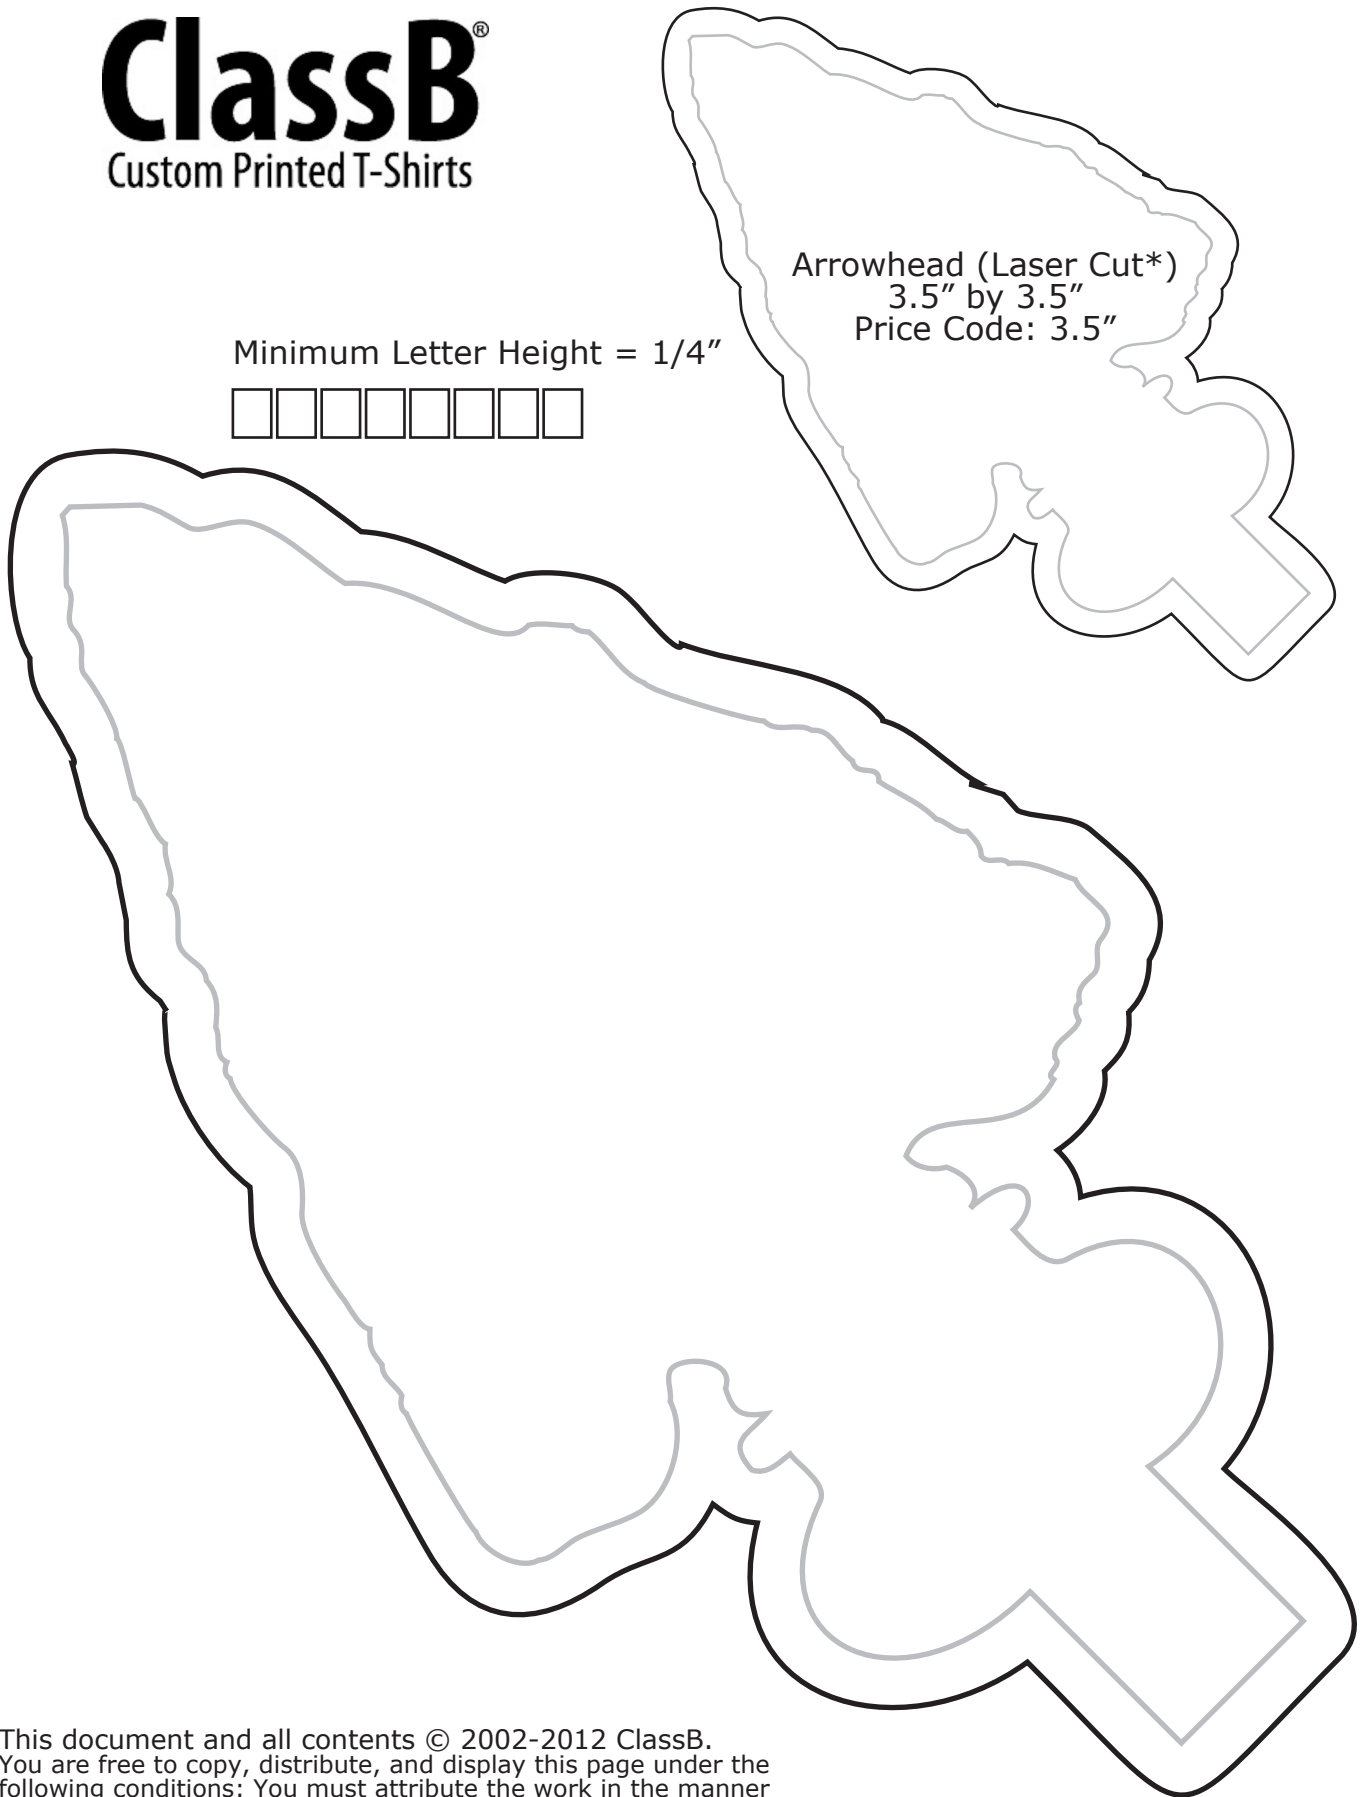 ClassB®
Custom Printed T-Shirts
Arrowhead (Laser Cut*)
3.5” by 3.5”
Price Code: 3.5”
Minimum Letter Height = 1/4”
This document and all contents © 2002-2012 ClassB.
You are free to copy, distribute, and display this page under the
following conditions: You must attribute the work in the manner